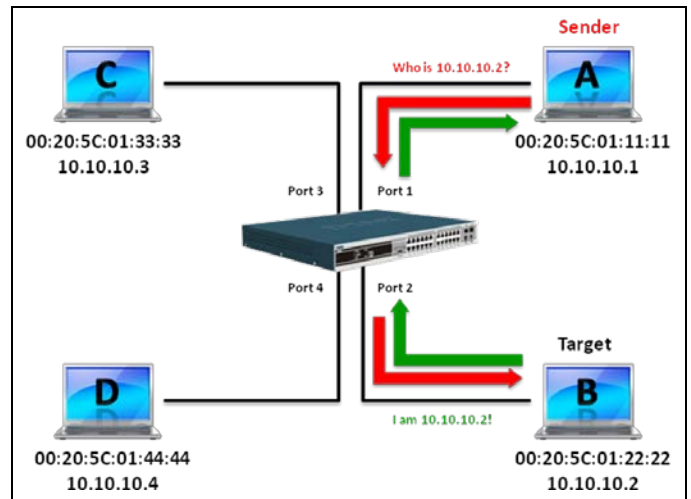 Sender
Who is 10.10.10.2?
C
A
00:20:5C:01:33:33
10.10.10.3
00:20:5C:01:11:11
10.10.10.1
Port 3
Port 1
Port 4
Port 2
Target
D
B
I am 10.10.10.2!
00:20:5C:01:44:44
10.10.10.4
00:20:5C:01:22:22
10.10.10.2